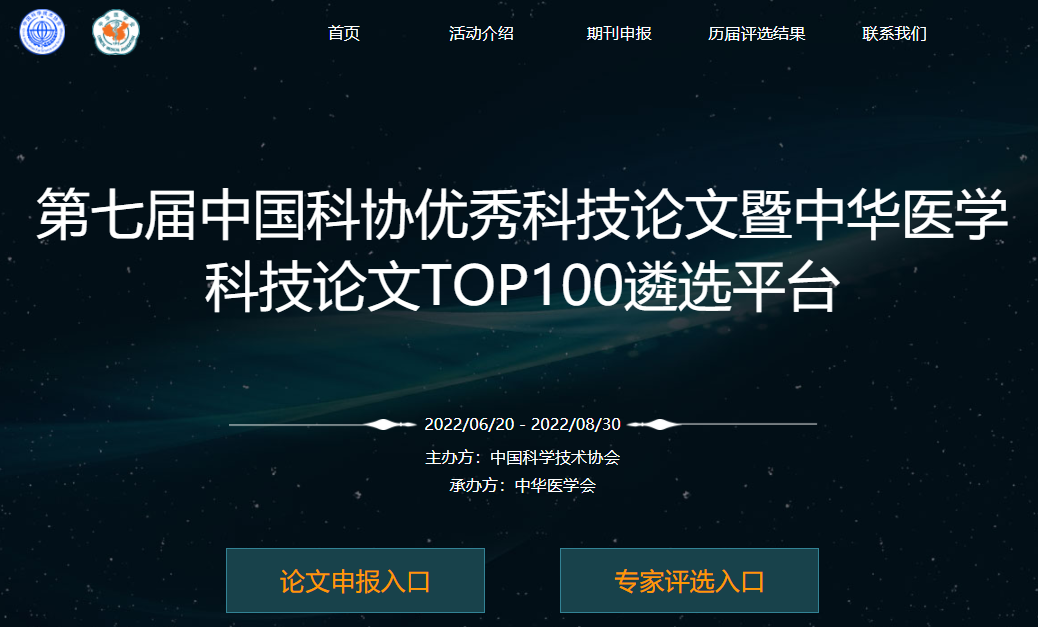 首页 活动介绍 期刊申报 历届评选结果 联系我们
第七届中国科协优秀科技论文暨中华医学
科技论文TOP100遴选平台
2022/06/20 - 2022/08/30
主办方：中国科学技术协会
承办方：中华医学会
论文申报入口 专家评选入口